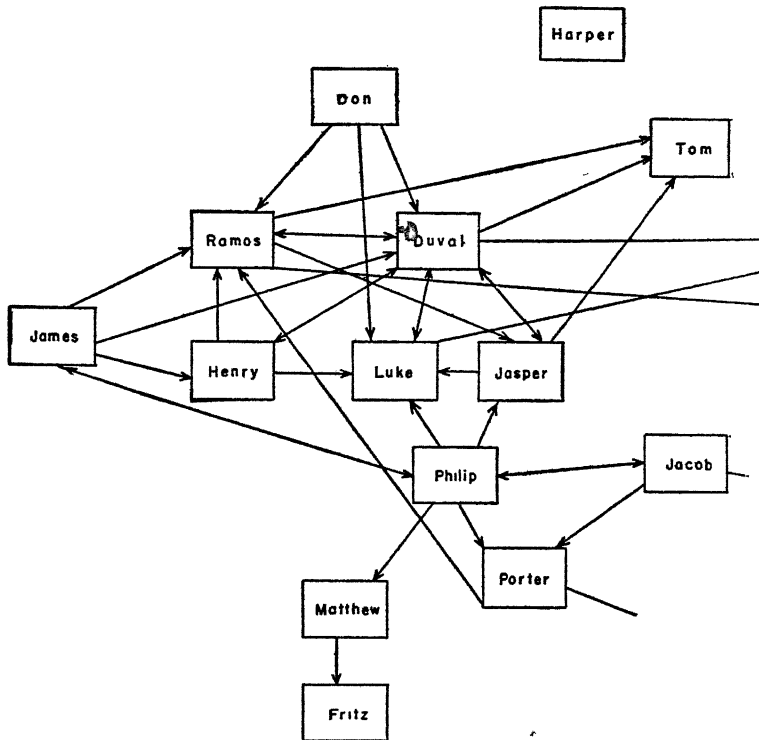 Harper
Don
Tom
Ramos
Duval
James
Henry
Luke
Jasper
Philip
Jacob
Porter
Matthew
Fritz